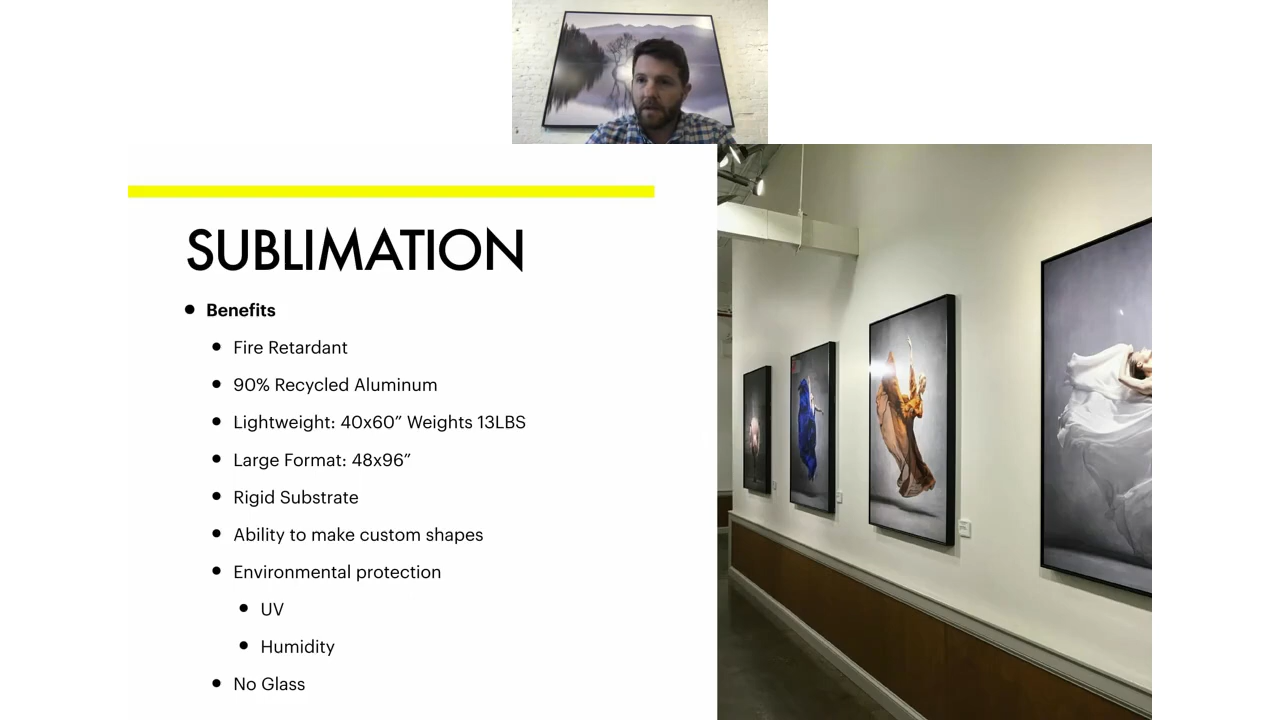 SUBLIMATION
Benefits
Fire Retardant
90% Recycled Aluminum
Lightweight: 40x60” Weights 13LBS
Large Format: 48x96”
Rigid Substrate
Ability to make custom shapes
Environmental protection
UV
Humidity
No Glass